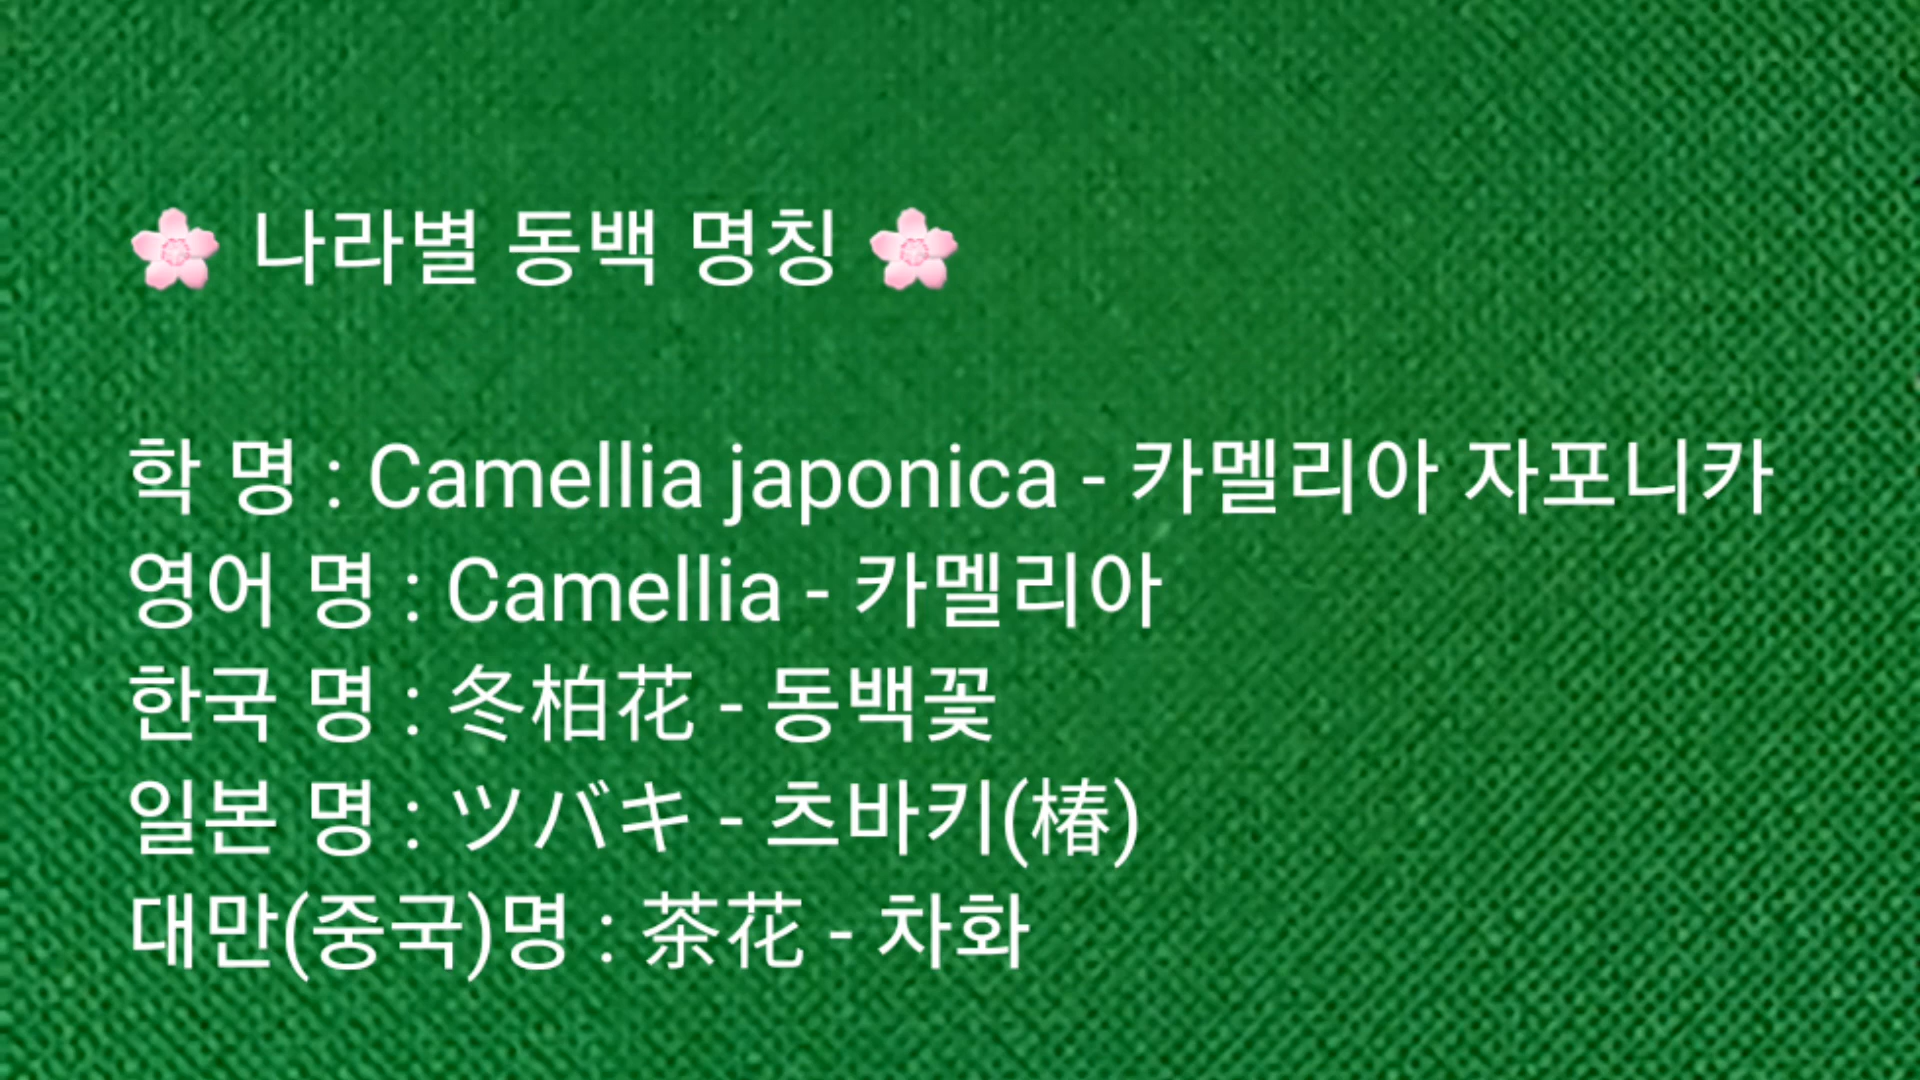 🌸 나라별 동백 명칭 🌸
학 명 : Camellia japonica - 카멜리아 자포니카
영어 명 : Camellia - 카멜리아
한국 명 : 冬柏花 - 동백꽃
일본 명 : ツバキ - 츠바키(椿)
대만(중국)명 : 茶花 - 차화